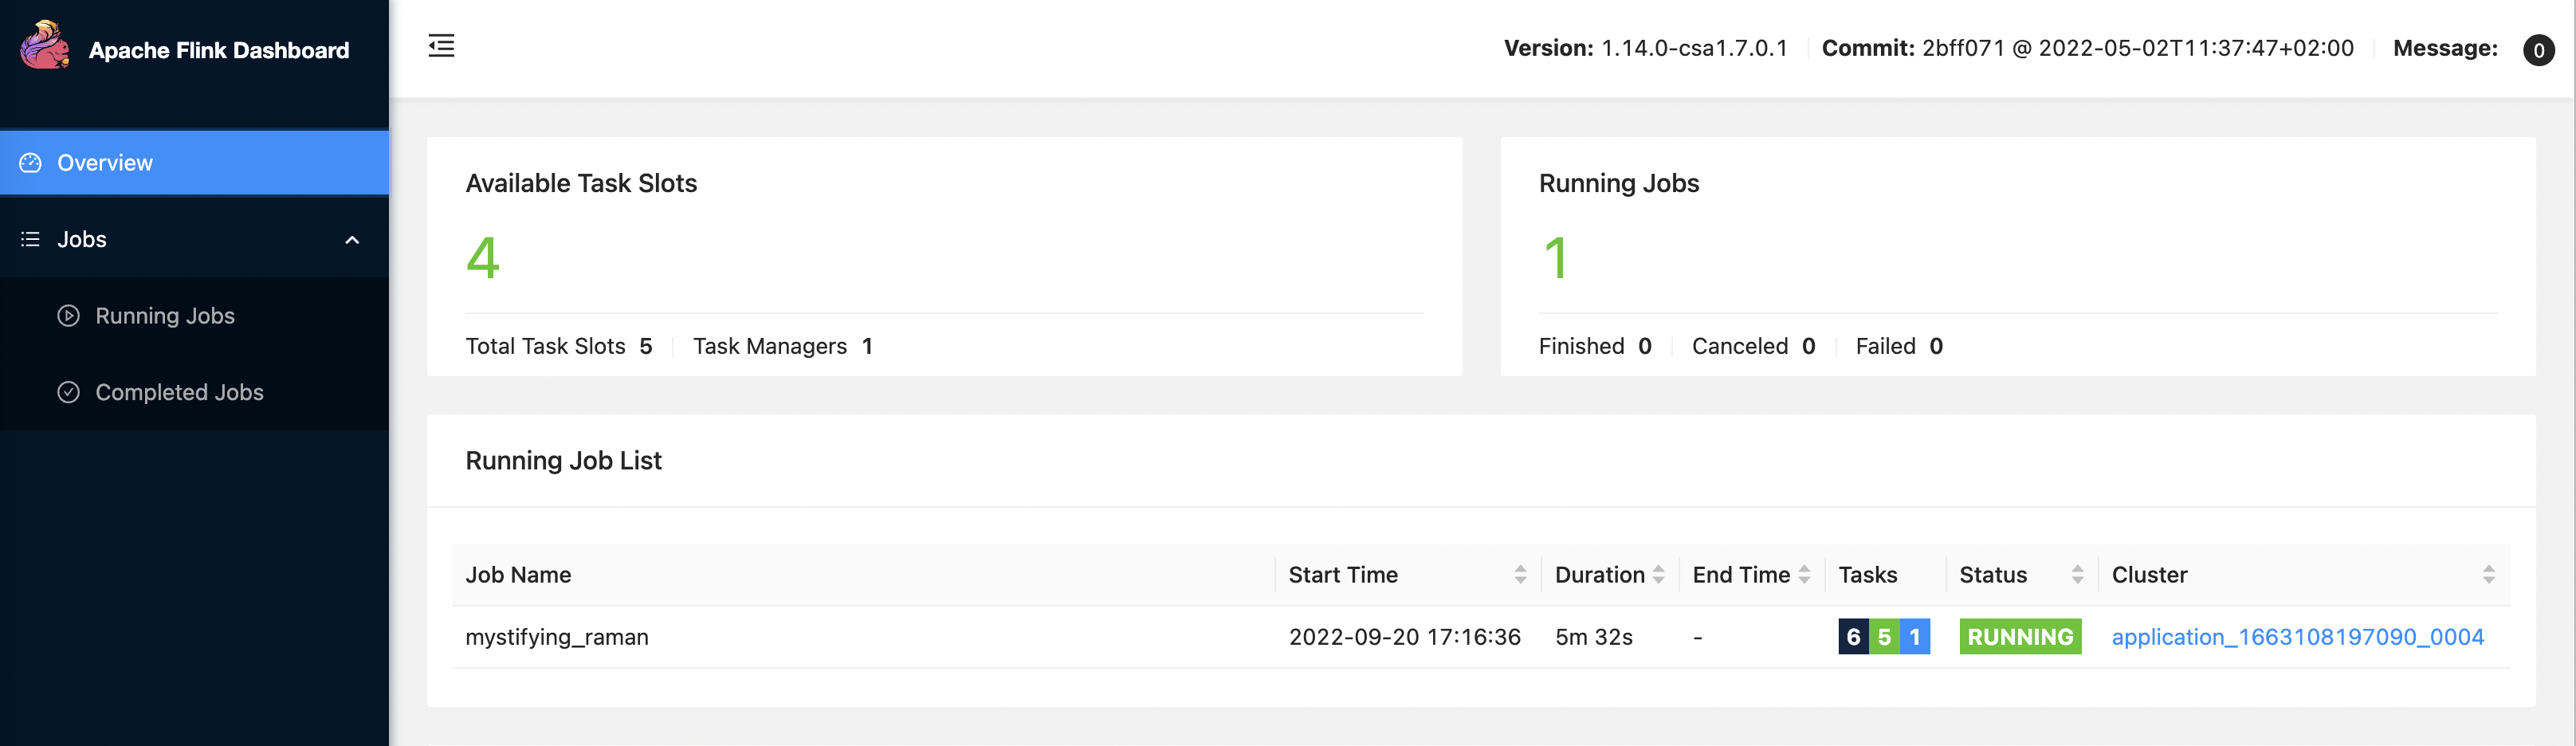 Apache Flink Dashboard
Version: 1.14.0-csa1.7.0.1 Commit: 2bff071 @ 2022-05-02T11:37:47+02:00 Message: 0
Overview
Jobs
Running Jobs
Completed Jobs
Available Task Slots
4
Total Task Slots 5 Task Managers 1
Running Jobs
1
Finished 0 Canceled 0 Failed 0
Running Job List
Job Name Start Time Duration End Time Tasks Status Cluster
mystifying_raman 2022-09-20 17:16:36 5m 32s - 6 5 1 RUNNING application_1663108197090_0004